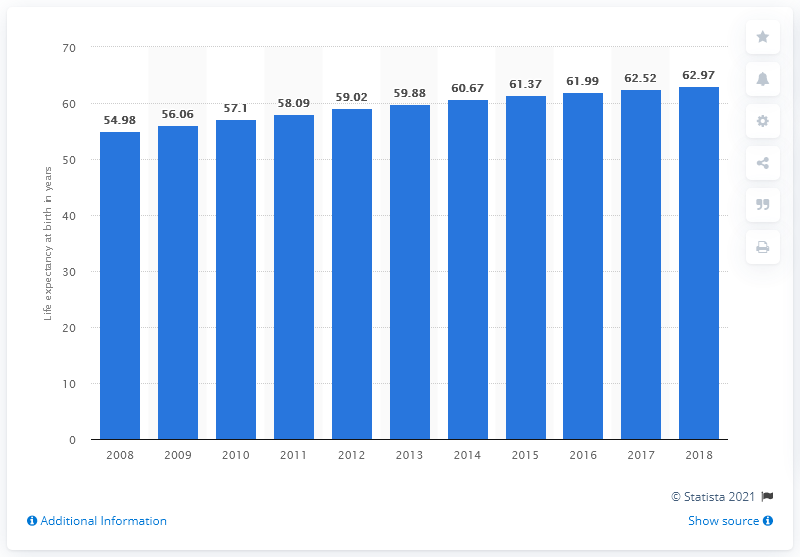 70
60
50
40
30
20
10
0
Life expectancy at birth in years
54.98 56.06 57.1 58.09 59.02 59.88 60.67 61.37 61.99 62.52 62.97
2008 2009 2010 2011 2012 2013 2014 2015 2016 2017 2018
© Statista 2021
Additional Information
Show source